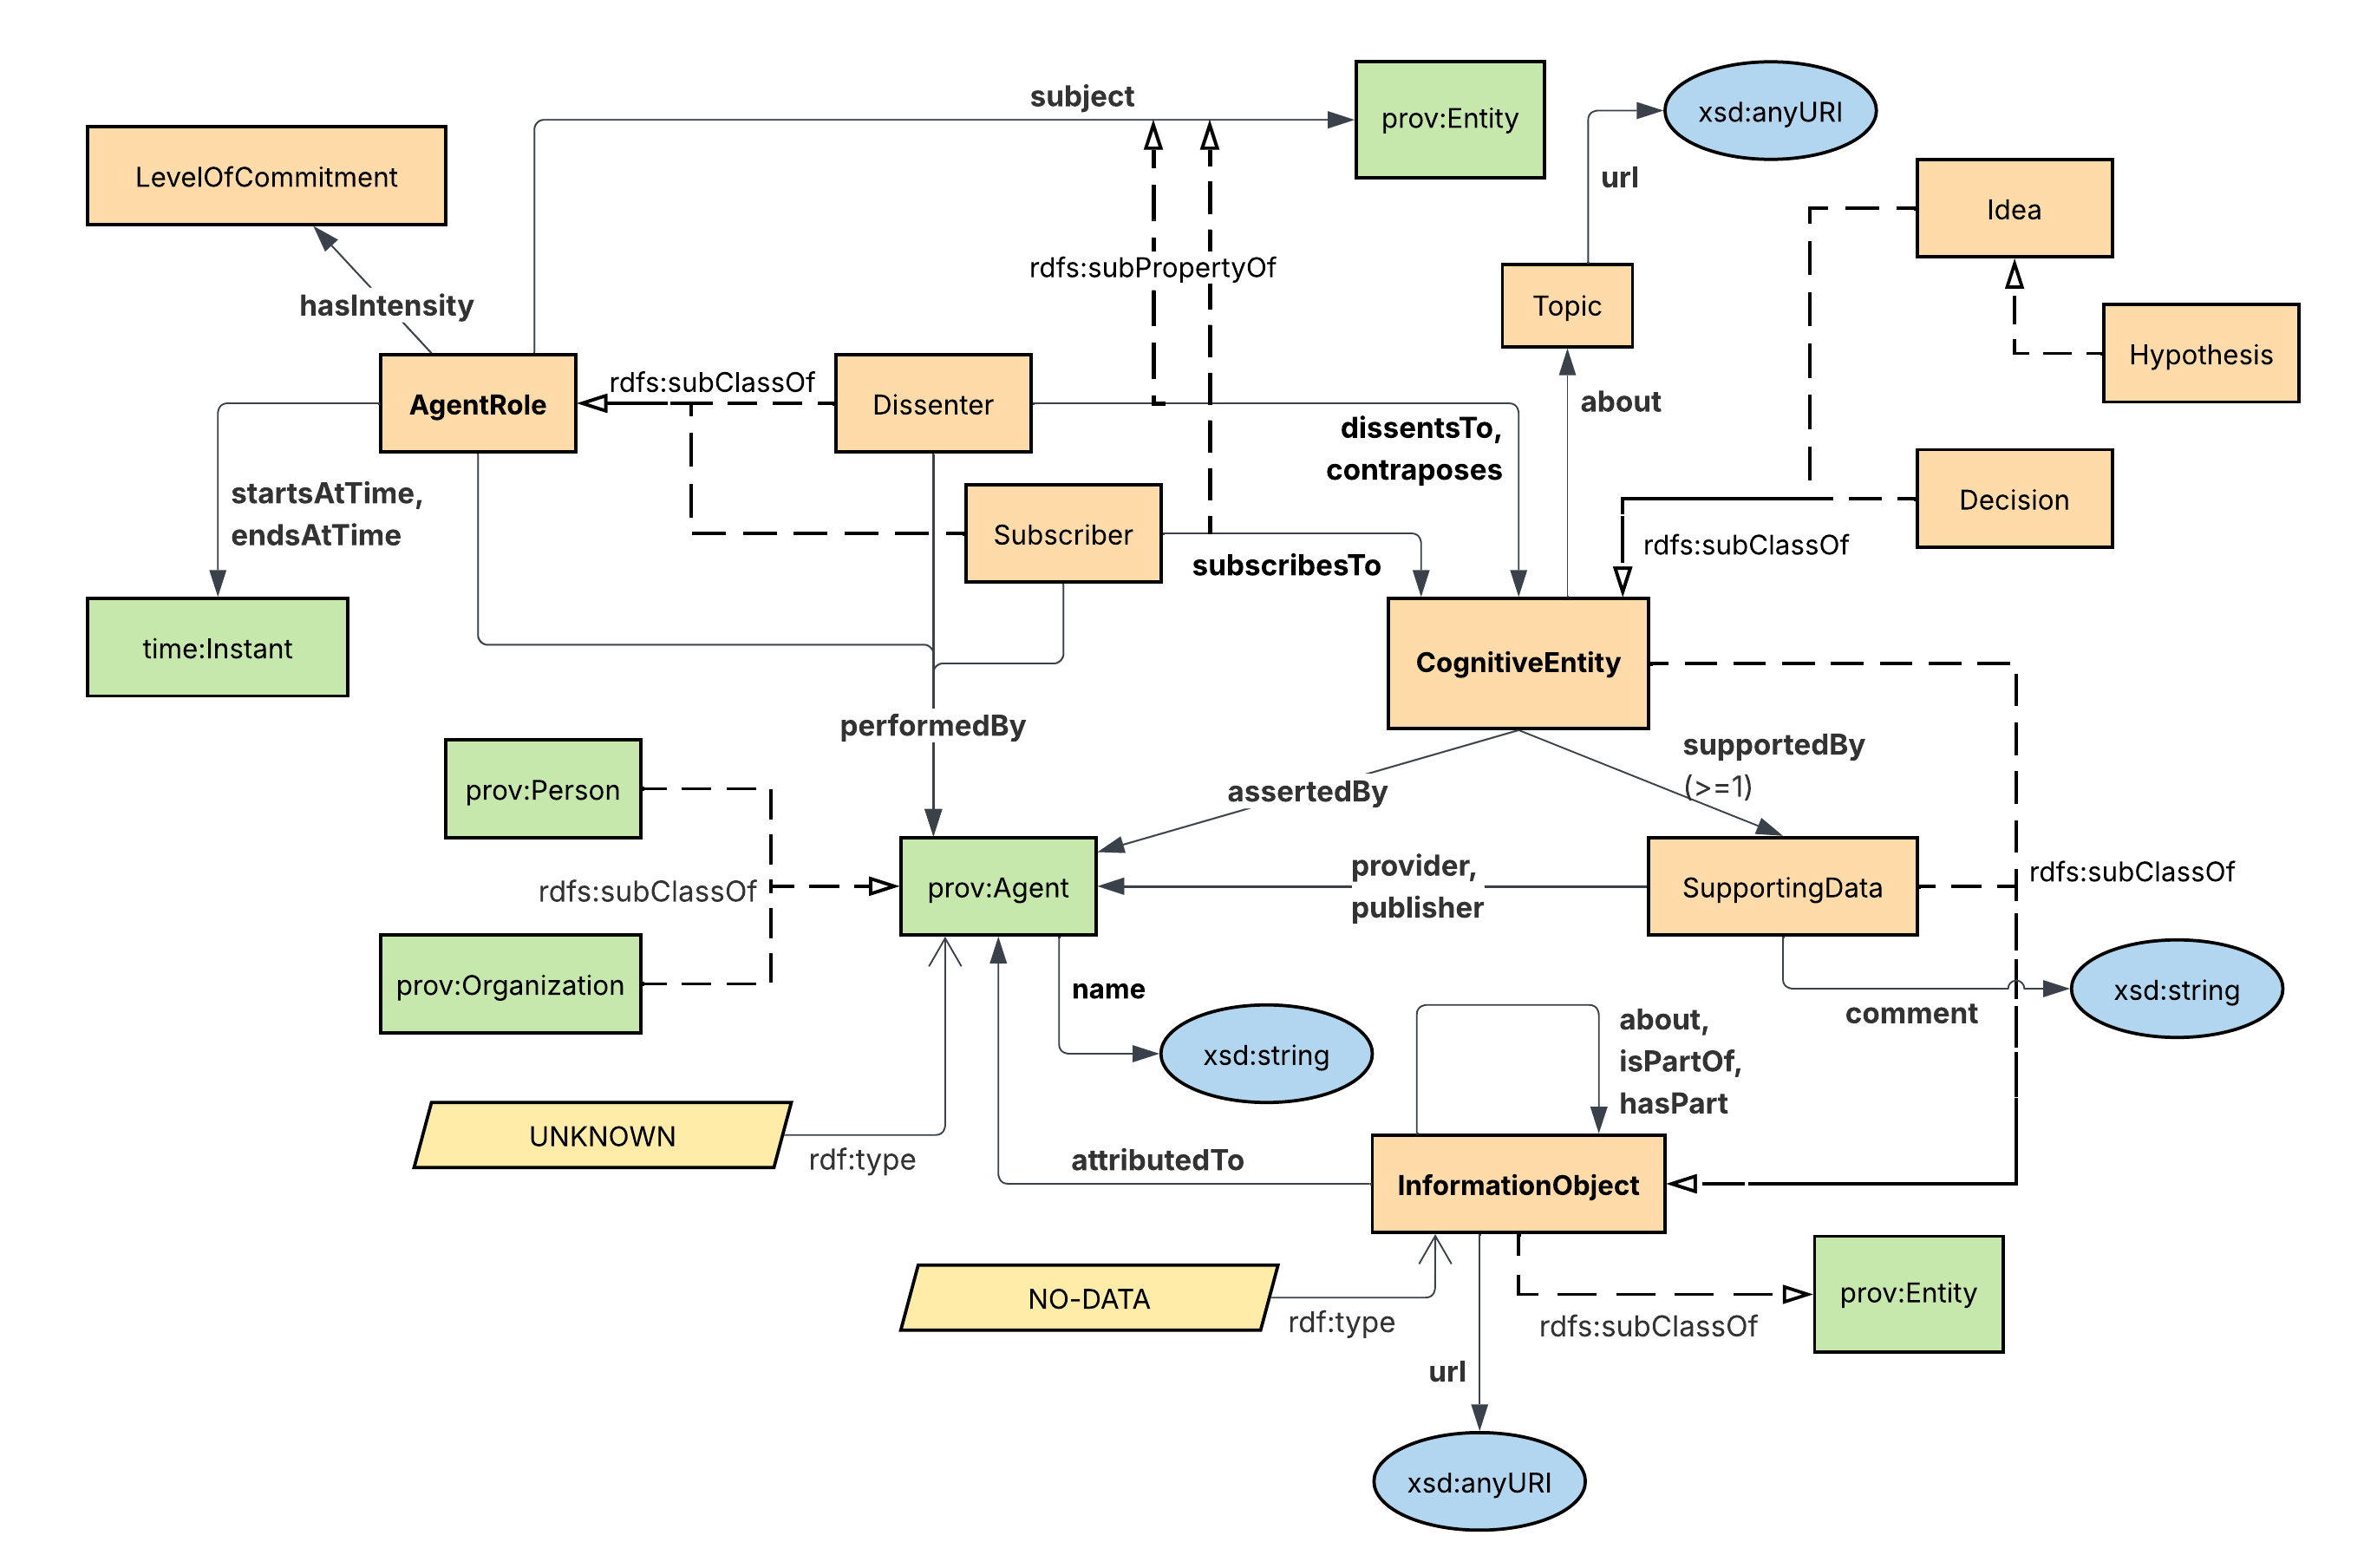 subject
prov:Entity
xsd:anyURI
LevelOfCommitment
url
Idea
rdfs:subPropertyOf
hasIntensity
Topic
Hypothesis
rdfs:subClassOf
AgentRole
Dissenter
about
dissentsTo,
contraposes
startsAtTime,
endsAtTime
Subscriber
subscribesTo
Decision
rdfs:subClassOf
time:Instant
CognitiveEntity
performedBy
supportedBy
(>=1)
prov:Person
assertedBy
rdfs:subClassOf
prov:Agent
provider,
publisher
SupportingData
rdfs:subClassOf
prov:Organization
name
xsd:string
comment
xsd:string
about,
isPartOf,
hasPart
UNKNOWN
rdf:type
attributedTo
InformationObject
NO-DATA
rdf:type
rdfs:subClassOf
prov:Entity
url
xsd:anyURI